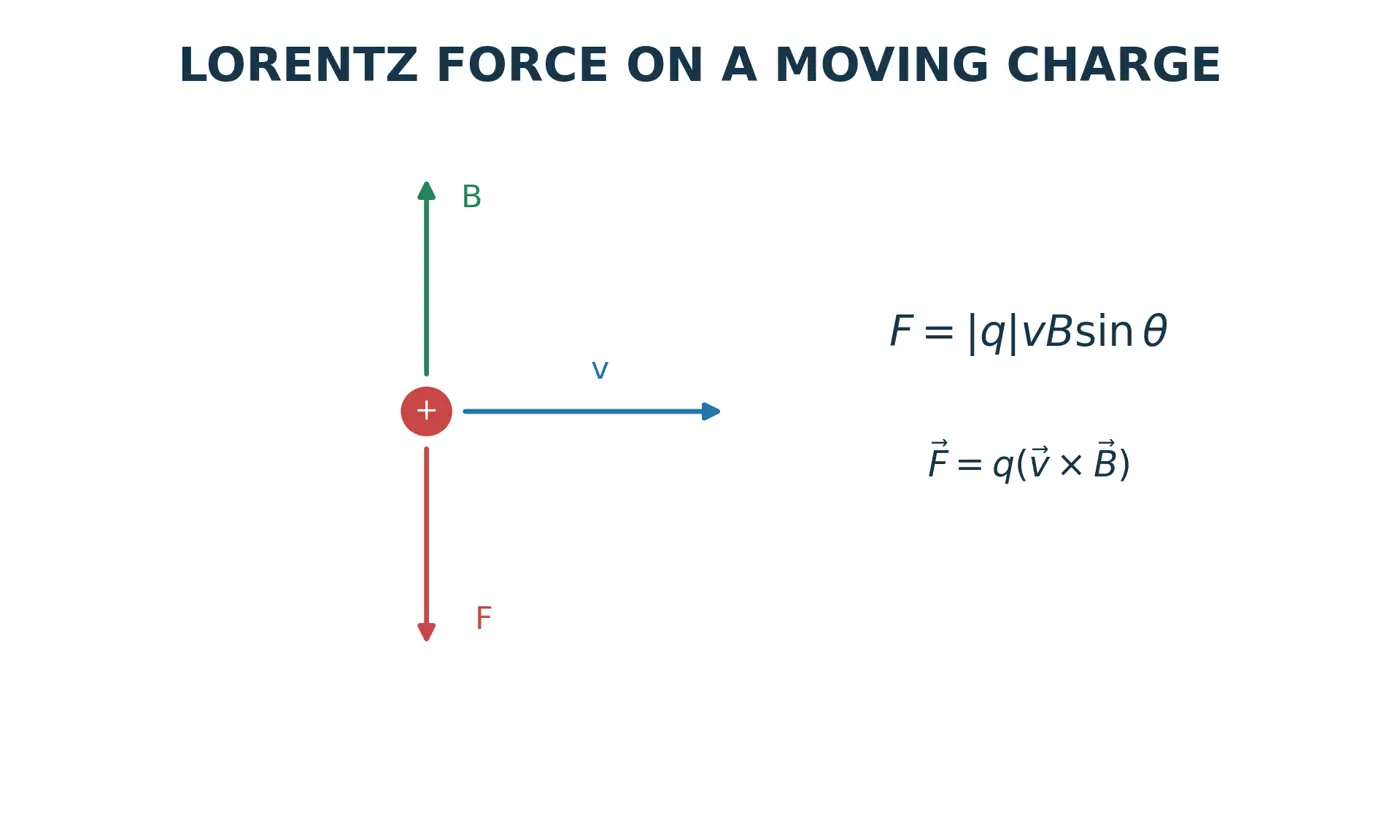 LORENTZ FORCE ON A MOVING CHARGE
B
F = |q|vB sin θ
v
+
F⃗ = q(v⃗ × B⃗)
F